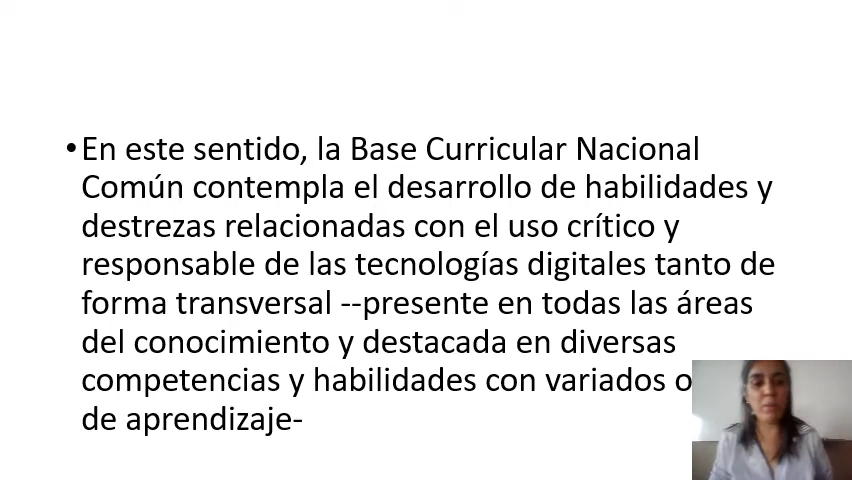 •En este sentido, la Base Curricular Nacional
Común contempla el desarrollo de habilidades y
destrezas relacionadas con el uso crítico y
responsable de las tecnologías digitales tanto de
forma transversal --presente en todas las áreas
del conocimiento y destacada en diversas
competencias y habilidades con variados
de aprendizaje-